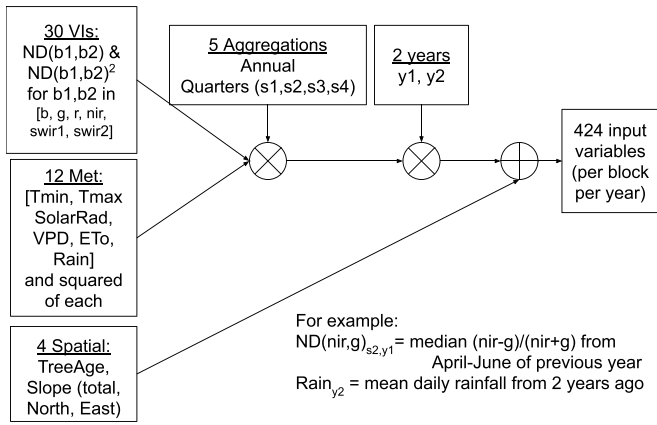 30 VIs:
ND(b1,b2) &
ND(b1,b2)²
for b1,b2 in
[b, g, r, nir,
swir1, swir2]
5 Aggregations
Annual
Quarters (s1,s2,s3,s4)
2 years
y1, y2
12 Met:
[Tmin, Tmax
SolarRad,
VPD, ETo,
Rain]
and squared
of each
424 input
variables
(per block
per year)
4 Spatial:
TreeAge,
Slope (total,
North, East)
For example:
ND(nir,g)s2,y1= median (nir-g)/(nir+g) from
April-June of previous year
Rainy2 = mean daily rainfall from 2 years ago